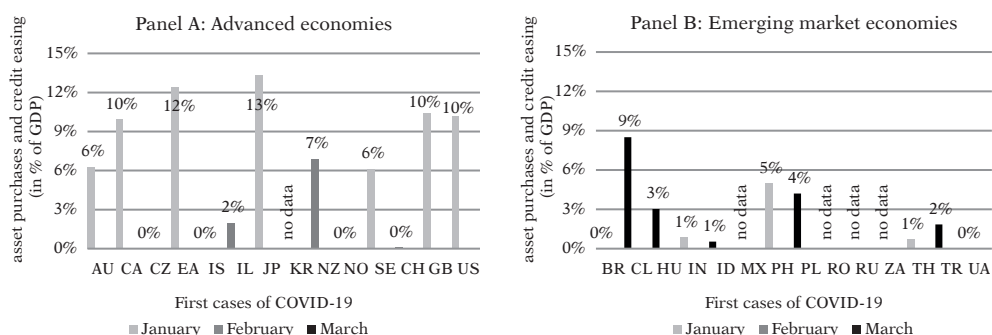 Panel A: Advanced economies
asset purchases and credit easing
(in % of GDP)
15%
12%
9%
6%
3%
0%
6%
10%
0%
12%
0%
2%
13%
no data
7%
0%
6%
0%
10%
10%
AU CA CZ EA IS IL JP KR NZ NO SE CH GB US
First cases of COVID-19
January February March
Panel B: Emerging market economies
asset purchases and credit easing
(in % of GDP)
15%
12%
9%
6%
3%
0%
0%
9%
3%
1%
1%
no data
5%
4%
no data
no data
no data
1%
2%
0%
BR CL HU IN ID MX PH PL RO RU ZA TH TR UA
First cases of COVID-19
January February March